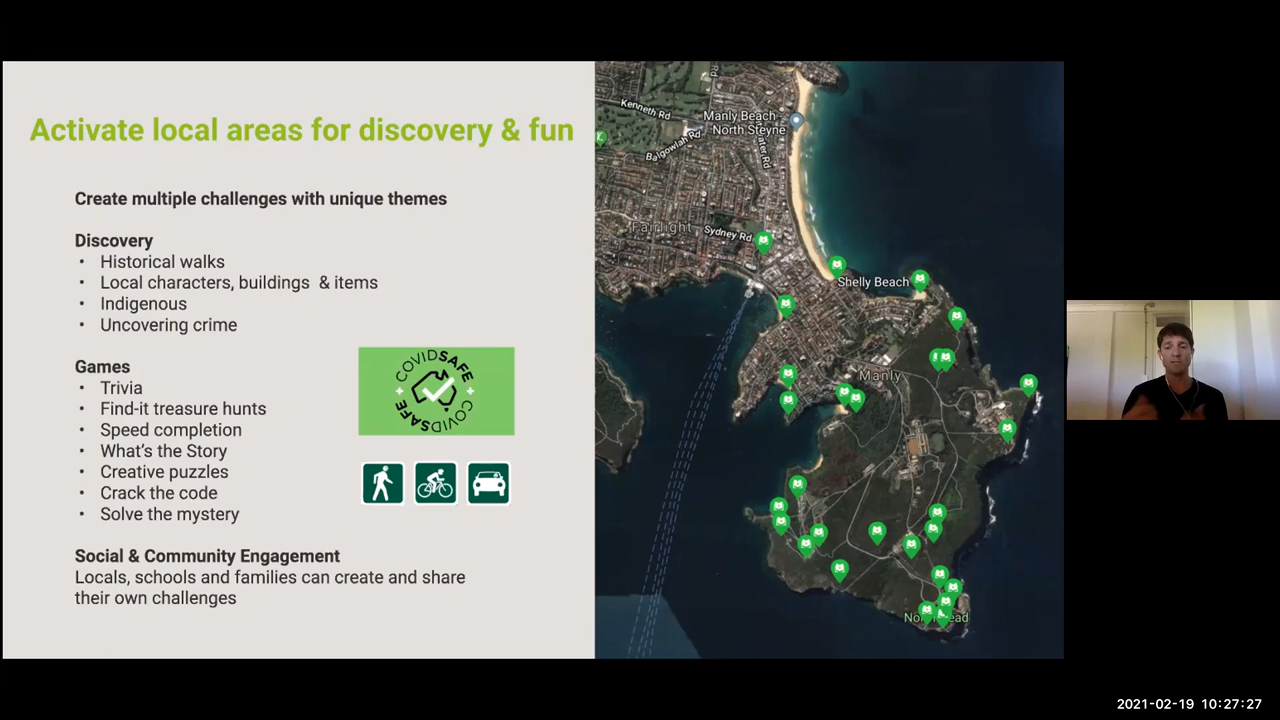 Activate local areas for discovery & fun
Create multiple challenges with unique themes
Discovery
• Historical walks
• Local characters, buildings & items
• Indigenous
• Uncovering crime
Games
• Trivia
• Find-it treasure hunts
• Speed completion
• What's the Story
• Creative puzzles
• Crack the code
• Solve the mystery
COVIDSAFE
COVIDSAFE
Social & Community Engagement
Locals, schools and families can create and share
their own challenges
Rd
Kenneth Rd
Manly Beach -
North Steyne
Balgowlah Rd
Fairlight
Sydney Rd
Shelly Beach
Manly
2021-02-19 10:27:27